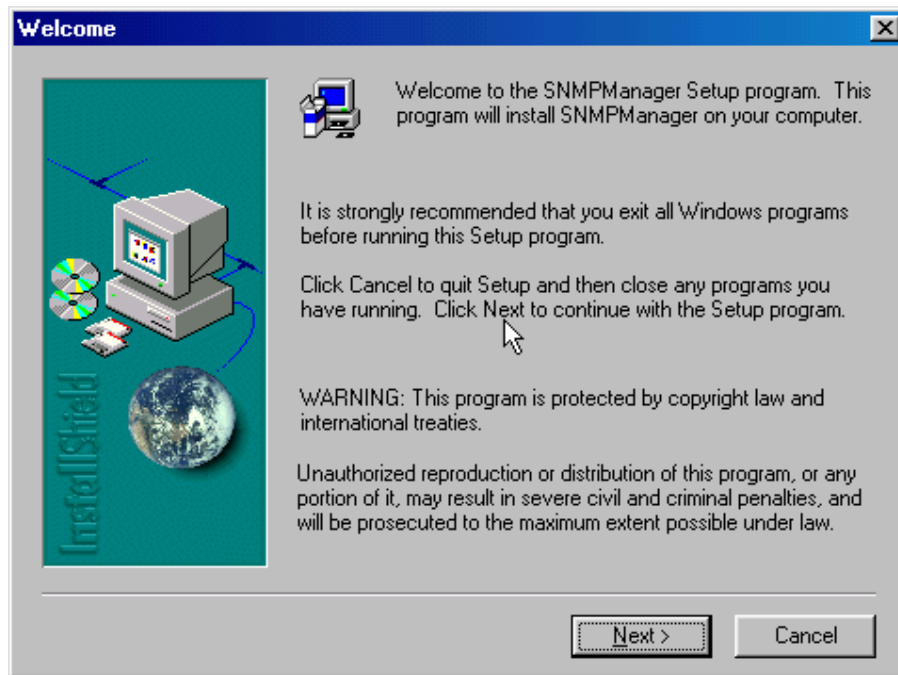 Welcome
Welcome to the SNMPManager Setup program. This
program will install SNMPManager on your computer.
It is strongly recommended that you exit all Windows programs
before running this Setup program.
Click Cancel to quit Setup and then close any programs you
have running. Click Next to continue with the Setup program.
WARNING: This program is protected by copyright law and
international treaties.
Unauthorized reproduction or distribution of this program, or any
portion of it, may result in severe civil and criminal penalties, and
will be prosecuted to the maximum extent possible under law.
InstallShield
Next >
Cancel